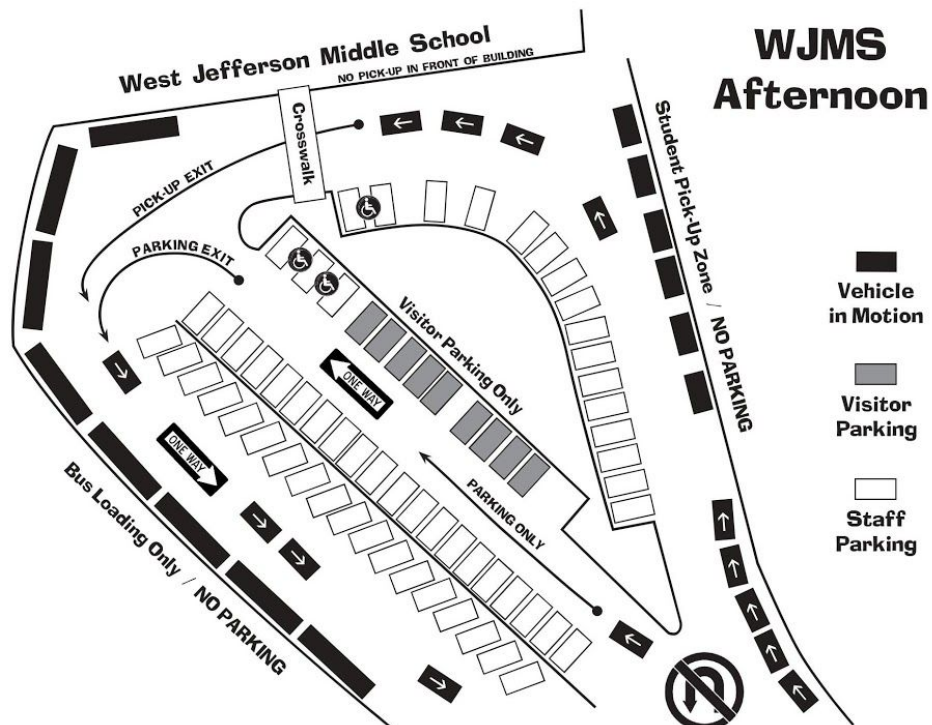 West Jefferson Middle School
NO PICK-UP IN FRONT OF BUILDING
WJMS
Afternoon
Crosswalk
PICK-UP EXIT
PARKING EXIT
Student Pick-Up Zone / NO PARKING
Visitor Parking Only
ONE WAY
ONE WAY
PARKING ONLY
Bus Loading Only / NO PARKING
Vehicle
in Motion
Visitor
Parking
Staff
Parking